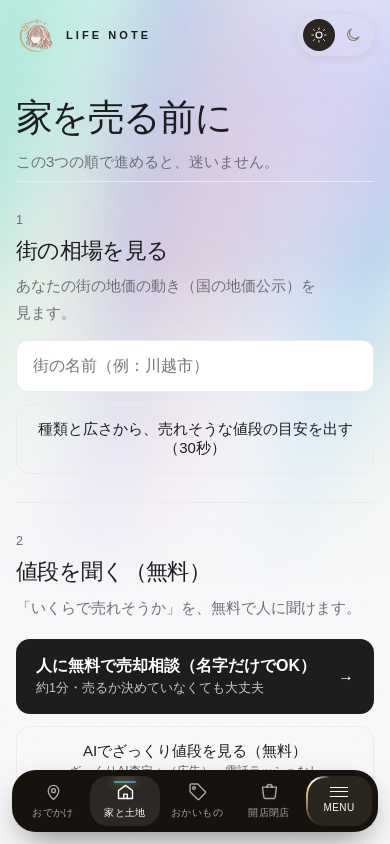 LIFE NOTE
家を売る前に
この3つの順で進めると、迷いません。
1
街の相場を見る
あなたの街の地価の動き（国の地価公示）を
見ます。
街の名前（例：川越市）
種類と広さから、売れそうな値段の目安を出す
（30秒）
2
値段を聞く（無料）
「いくらで売れそうか」を、無料で人に聞けます。
人に無料で売却相談（名字だけでOK）
約1分・売るか決めていなくても大丈夫
→
AIでざっくり値段を見る（無料）
おでかけ
家と土地
おかいもの
開店閉店
MENU